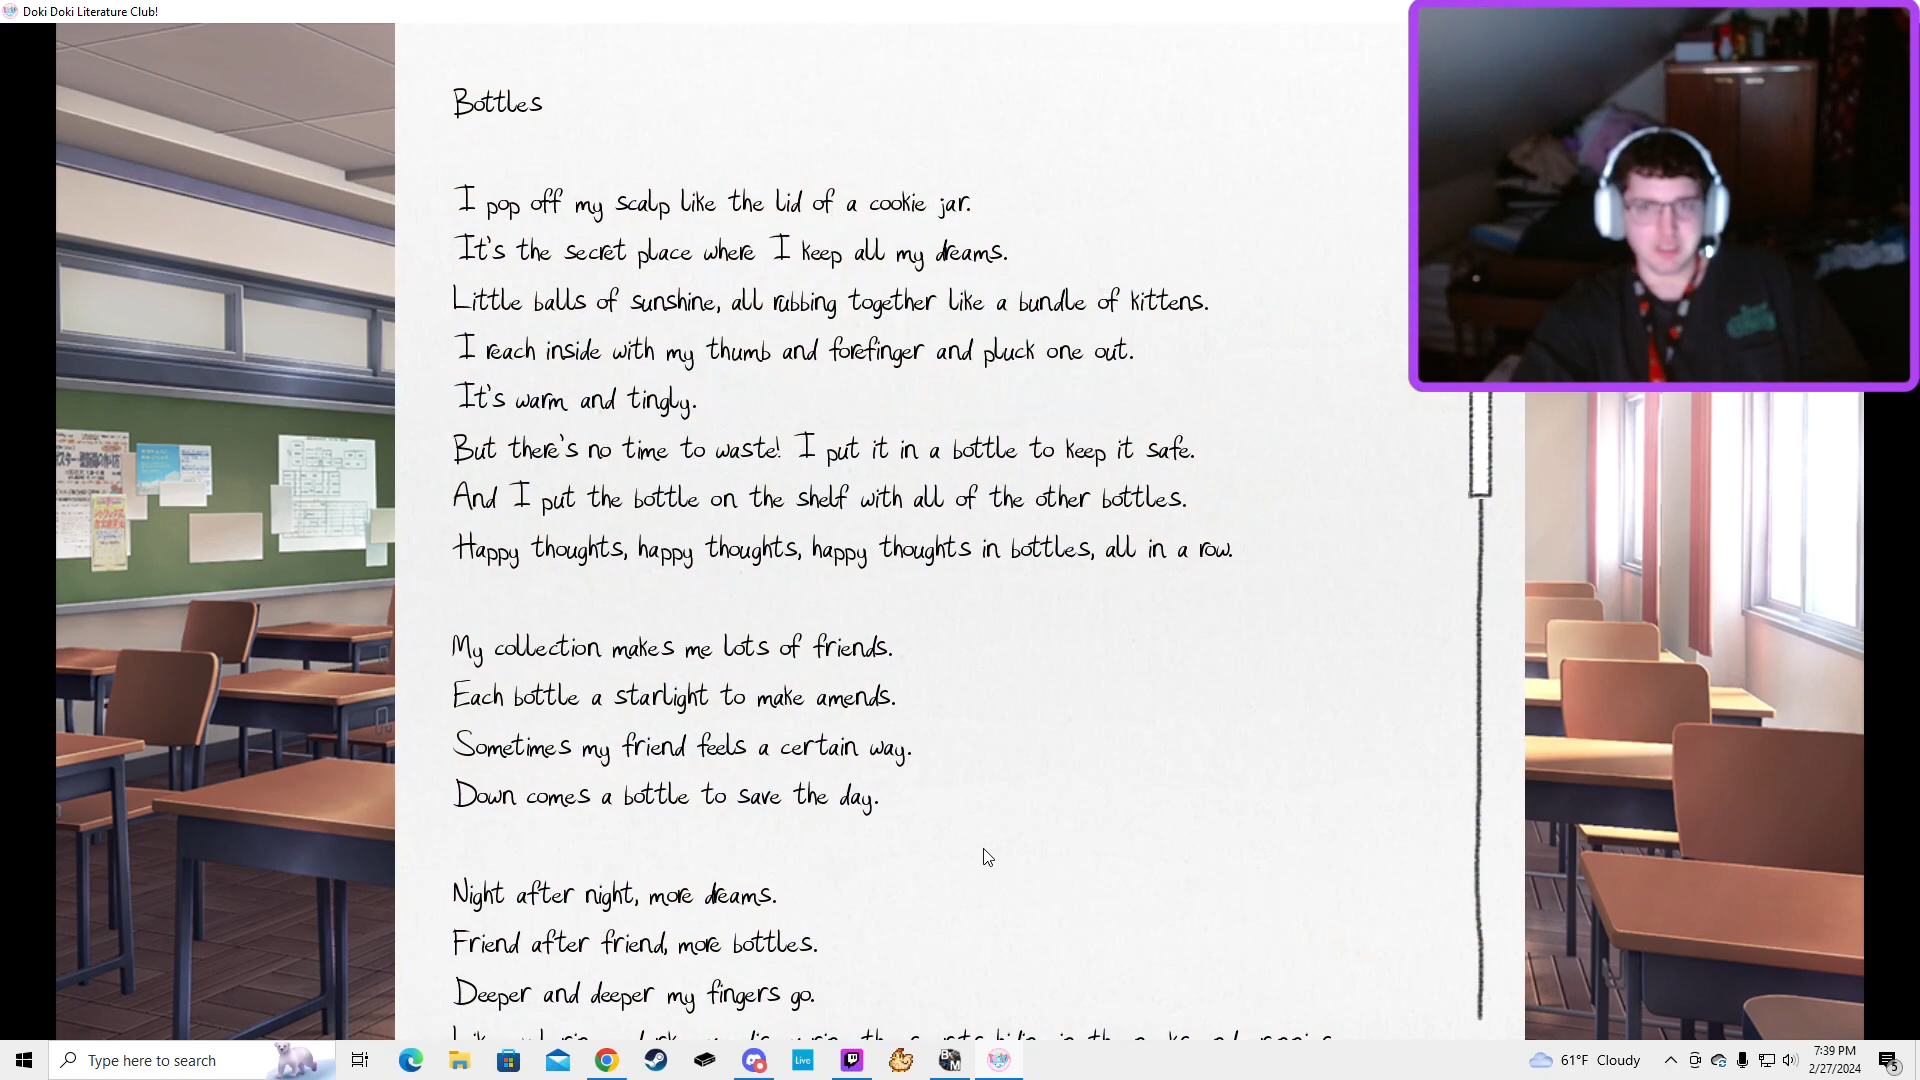 Doki Doki Literature Club!
Bottles
I pop off my scalp like the lid of a cookie jar.
It's the secret place where I keep all my dreams.
Little balls of sunshine, all rubbing together like a bundle of kittens.
I reach inside with my thumb and forefinger and pluck one out.
It's warm and tingly.
But there's no time to waste! I put it in a bottle to keep it safe.
And I put the bottle on the shelf with all of the other bottles.
Happy thoughts, happy thoughts, happy thoughts in bottles, all in a row.
My collection makes me lots of friends.
Each bottle a starlight to make amends.
Sometimes my friend feels a certain way.
Down comes a bottle to save the day.
Night after night, more dreams.
Friend after friend, more bottles.
Deeper and deeper my fingers go.
Type here to search
Live
61°F Cloudy
7:39 PM
2/27/2024
5